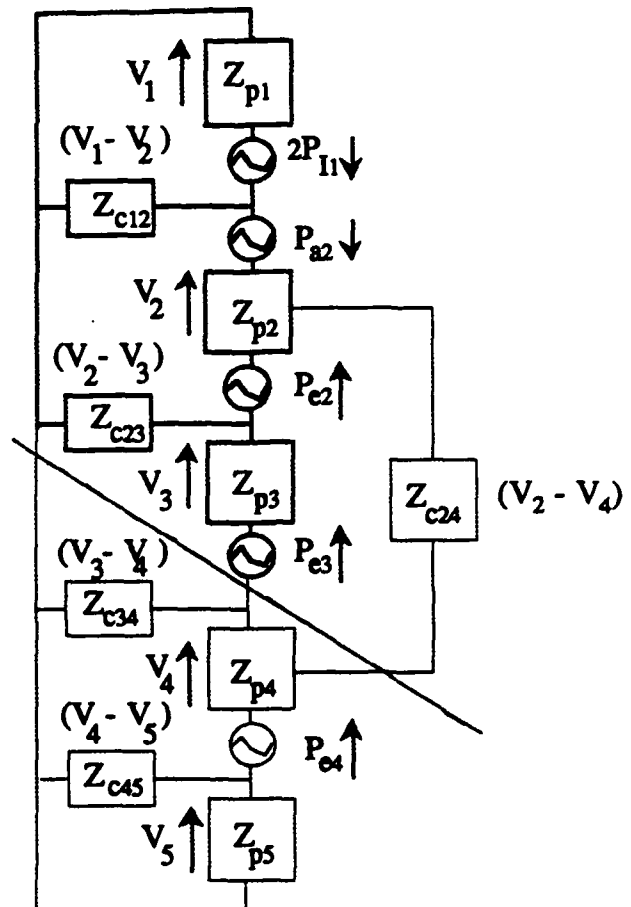 V1
Zp1
(V1 - V2)
2PI1
Zc12
Pa2
V2
Zp2
(V2 - V3)
Pe2
Zc23
V3
Zp3
Zc24
(V2 - V4)
(V3 - V4)
Pe3
Zc34
V4
Zp4
(V4 - V5)
Pe4
Zc45
V5
Zp5